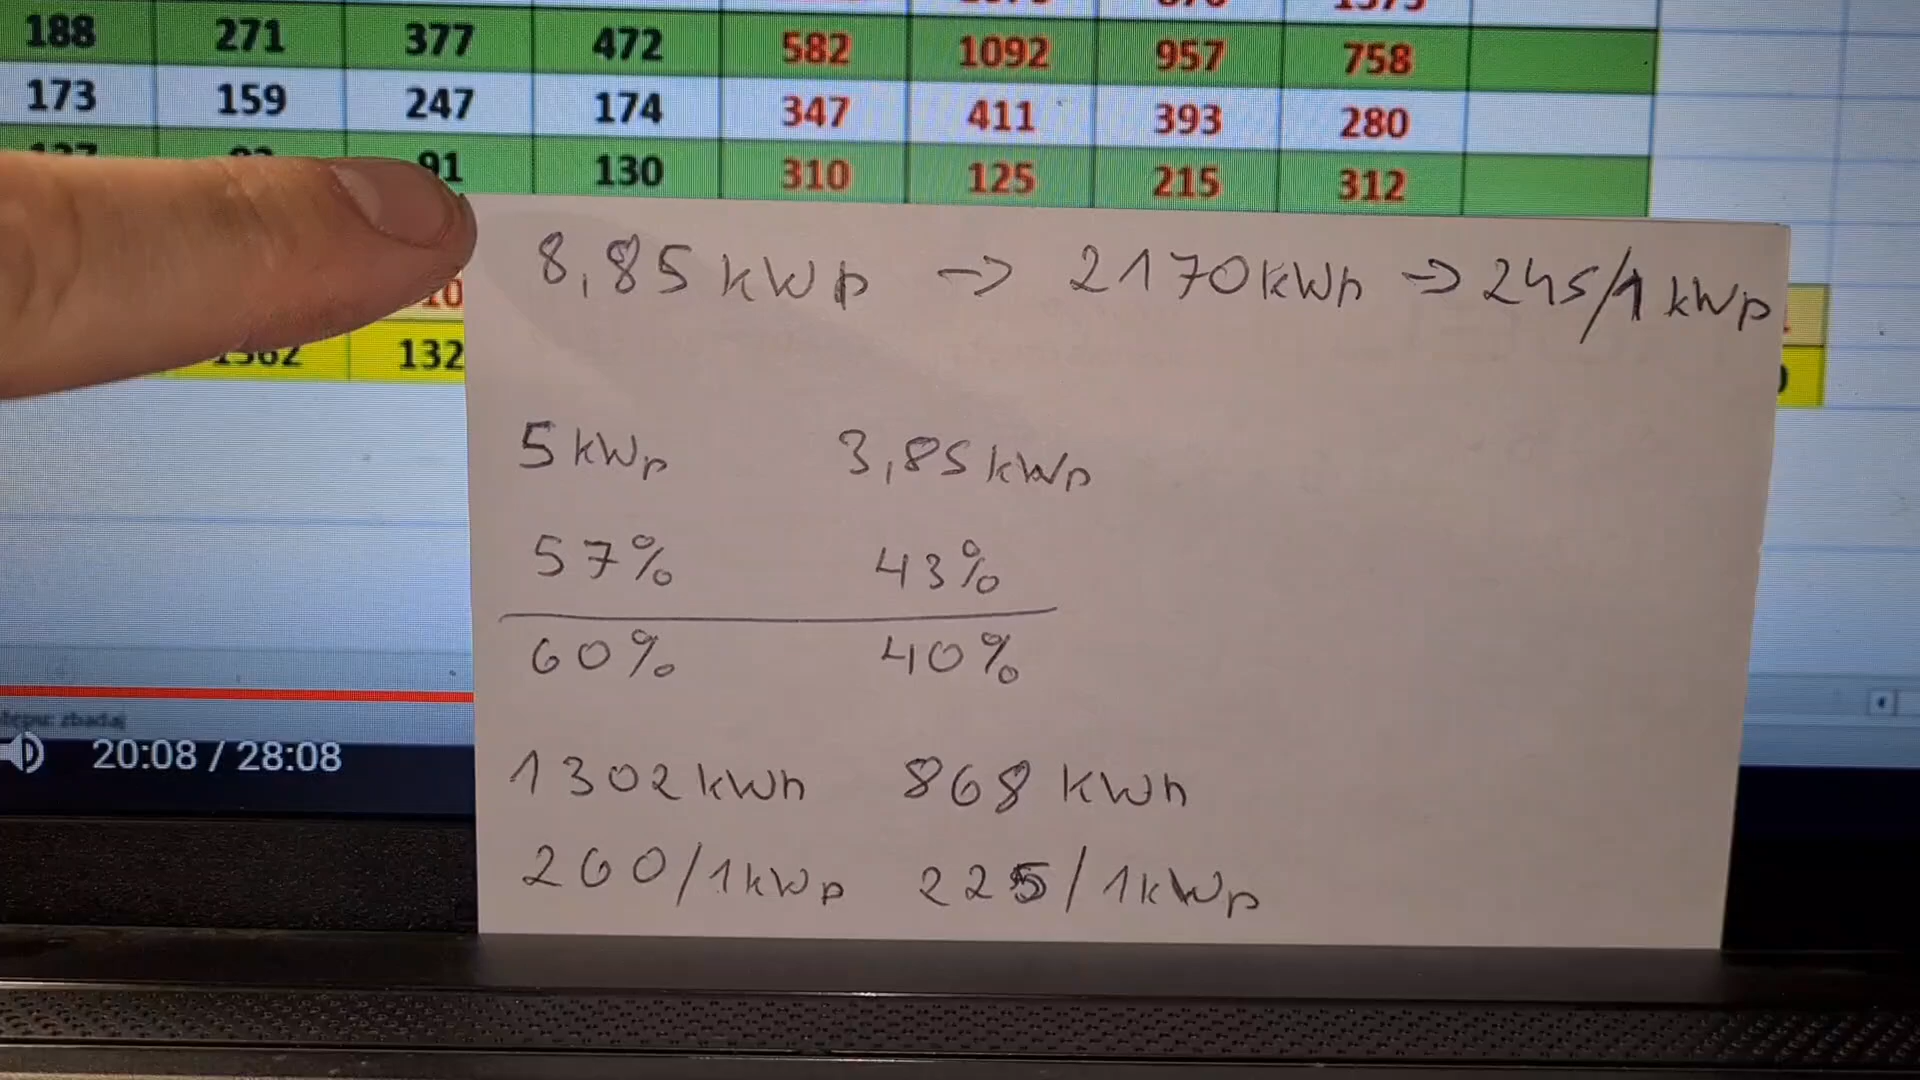 188 271 377 472 582 1092 957 758
173 159 247 174 347 411 393 280
91 130 310 125 215 312
8,85 kWp -> 2170 kWh -> 245/1 kWp
132
5 kWp 3,85 kWp
57% 43%
60% 40%
20:08 / 28:08
1302 kWh 868 kWh
260/1kWp 225/1kWp